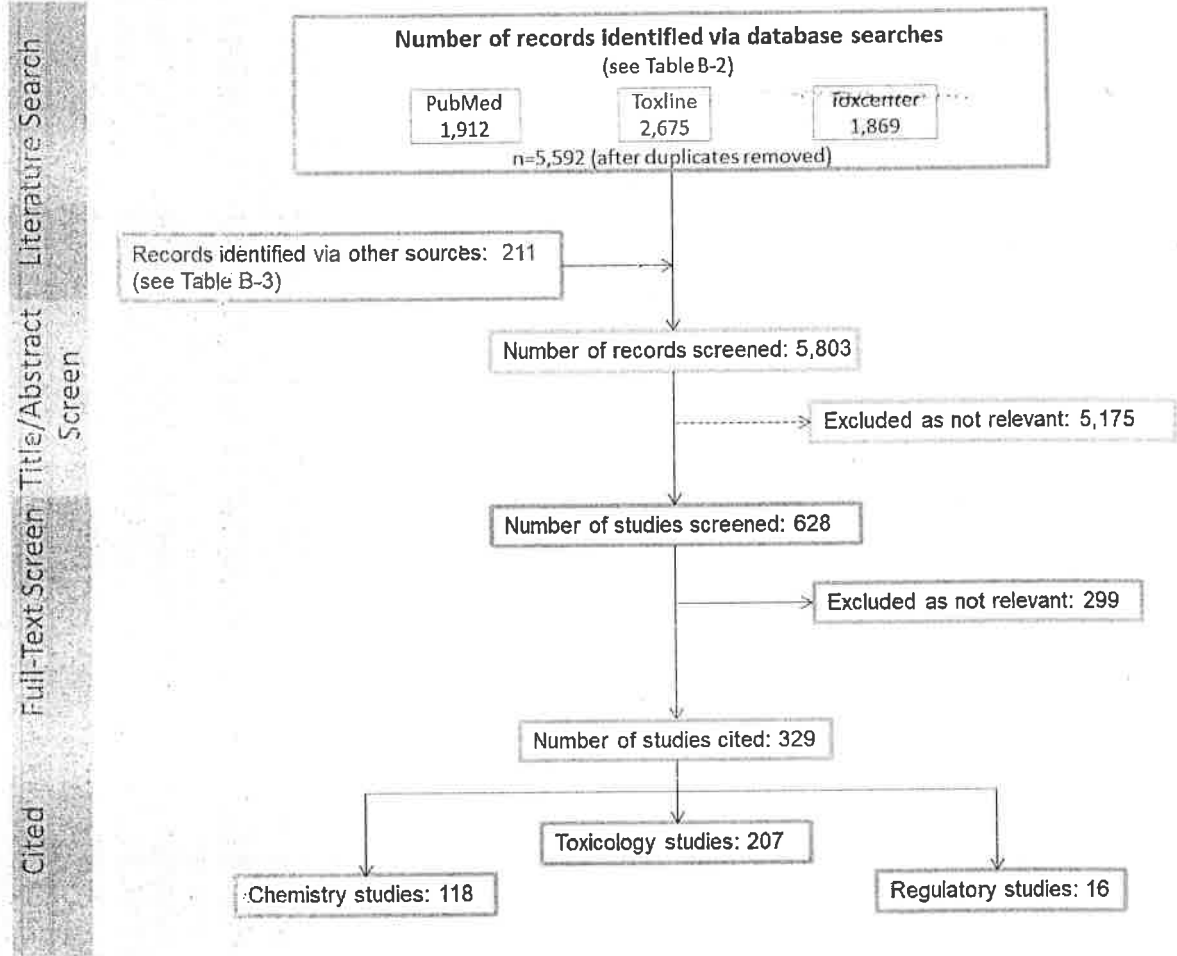 Number of records identified via database searches
(see Table B-2)
PubMed
1,912
Toxline
2,675
Toxcenter
1,869
n=5,592 (after duplicates removed)
Records identified via other sources: 211
(see Table B-3)
Number of records screened: 5,803
Excluded as not relevant: 5,175
Number of studies screened: 628
Excluded as not relevant: 299
Number of studies cited: 329
Toxicology studies: 207
Chemistry studies: 118
Regulatory studies: 16
Literature Search
Title/Abstract
Screen
Full-Text Screen
Cited